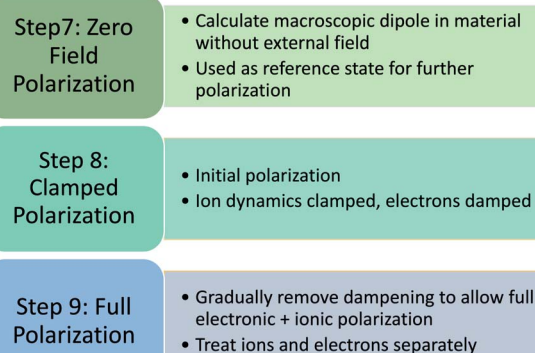 Step7: Zero
Field
Polarization
• Calculate macroscopic dipole in material
without external field
• Used as reference state for further
polarization
Step 8:
Clamped
Polarization
• Initial polarization
• Ion dynamics clamped, electrons damped
Step 9: Full
Polarization
• Gradually remove dampening to allow full
electronic + ionic polarization
• Treat ions and electrons separately